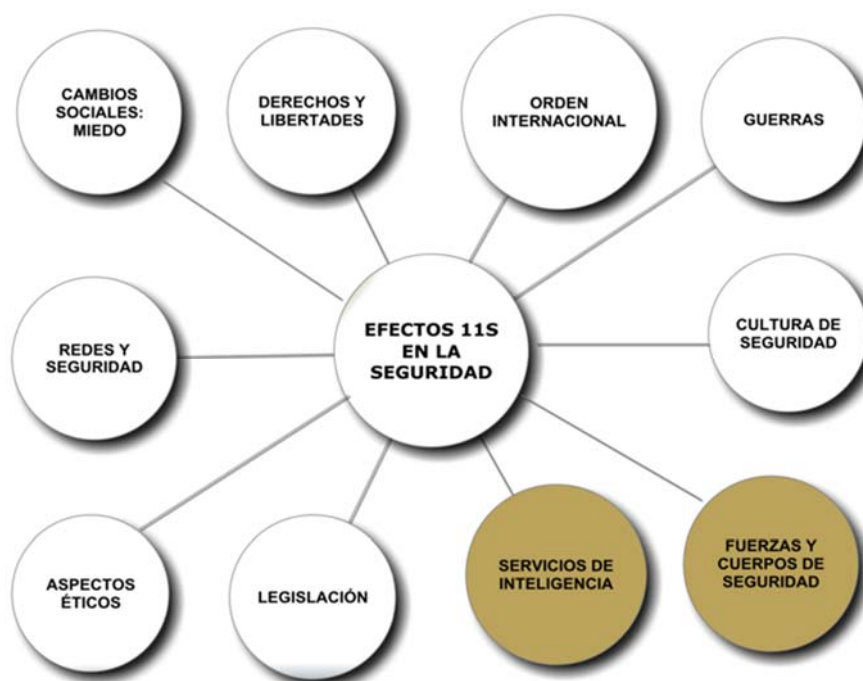 CAMBIOS
SOCIALES:
MIEDO
DERECHOS Y
LIBERTADES
ORDEN
INTERNACIONAL
GUERRAS
REDES Y
SEGURIDAD
EFECTOS 11S
EN LA
SEGURIDAD
CULTURA DE
SEGURIDAD
ASPECTOS
ÉTICOS
LEGISLACIÓN
SERVICIOS DE
INTELIGENCIA
FUERZAS Y
CUERPOS DE
SEGURIDAD